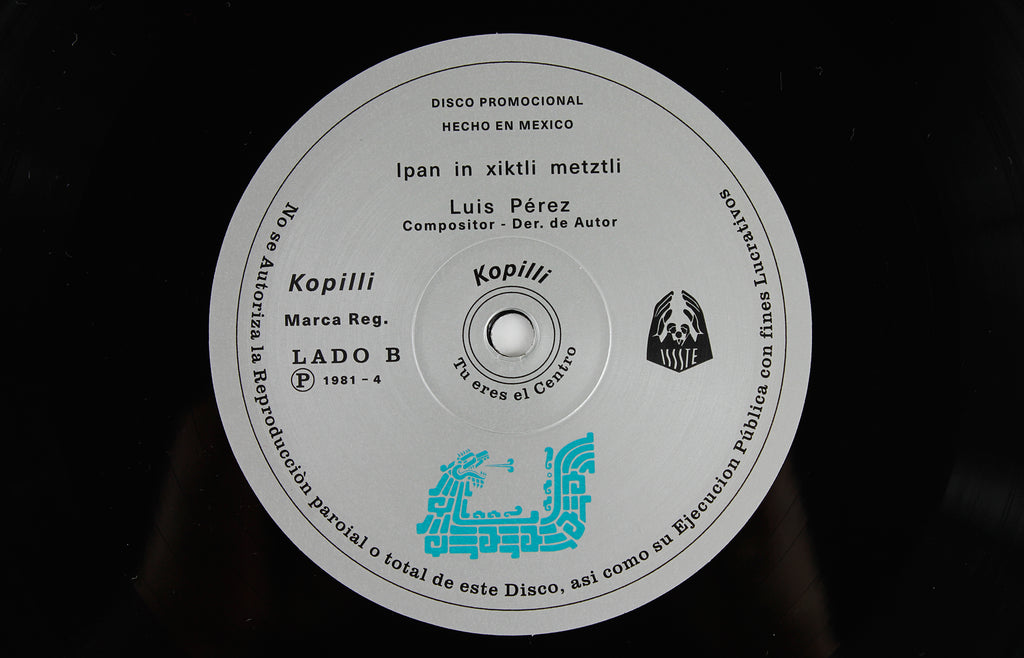 DISCO PROMOCIONAL
HECHO EN MEXICO
Ipan in xiktli metztli
Luis Pérez
Compositor - Der. de Autor
Kopilli
Marca Reg.
LADO B
Ⓟ 1981 – 4
Kopilli
Tu eres el Centro
ISSSTE
No se Autoriza la Reproducciòn paroial o total de este Disco, asi como su Ejecucion Pública con fines Lucrativos